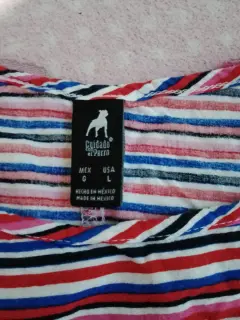 Cuidado
con el Perro
®
MEX USA
G L
HECHO EN MÉXICO
MADE IN MEXICO